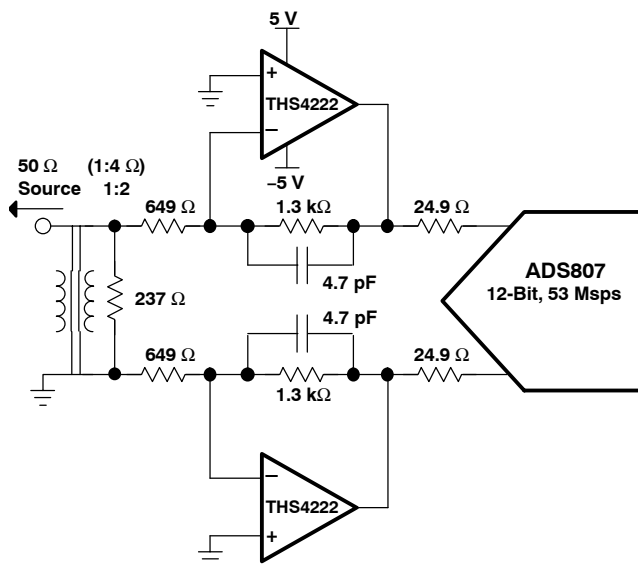 5 V
+
THS4222
−
−5 V
50 Ω
Source
(1:4 Ω)
1:2
649 Ω
1.3 kΩ
24.9 Ω
4.7 pF
237 Ω
ADS807
12-Bit, 53 Msps
4.7 pF
649 Ω
1.3 kΩ
24.9 Ω
−
THS4222
+